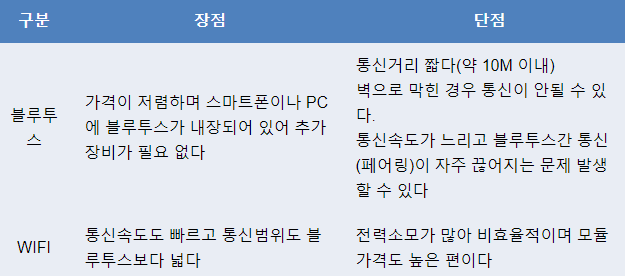 구분 장점 단점
블루투
스
가격이 저렴하며 스마트폰이나 PC
에 블루투스가 내장되어 있어 추가
장비가 필요 없다
통신거리 짧다(약 10M 이내)
벽으로 막힌 경우 통신이 안될 수 있
다.
통신속도가 느리고 블루투스간 통신
(페어링)이 자주 끊어지는 문제 발생
할 수 있다
WIFI
통신속도도 빠르고 통신범위도 블
루투스보다 넓다
전력소모가 많아 비효율적이며 모듈
가격도 높은 편이다